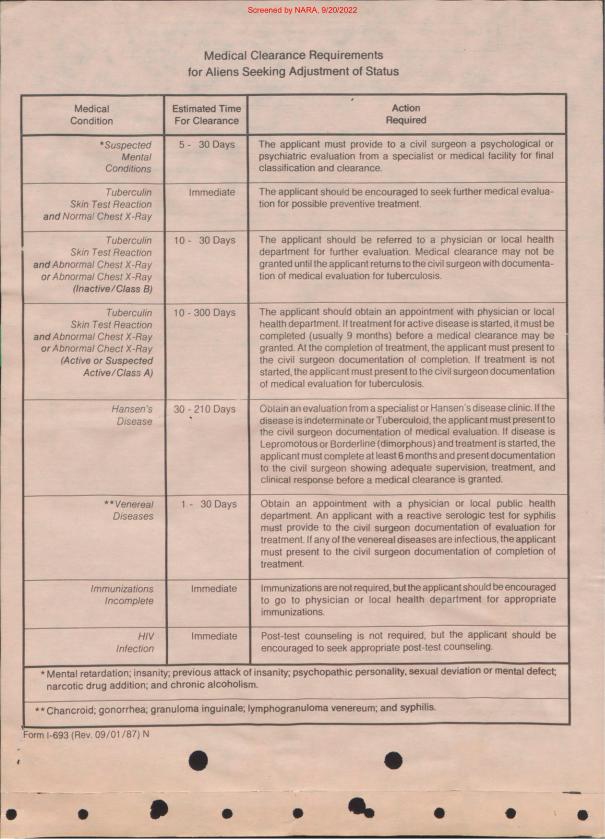 Screened by NARA, 9/20/2022
Medical Clearance Requirements
for Aliens Seeking Adjustment of Status
Medical
Condition
Estimated Time
For Clearance
Action
Required
*Suspected
Mental
Conditions
5 - 30 Days
The applicant must provide to a civil surgeon a psychological or
psychiatric evaluation from a specialist or medical facility for final
classification and clearance.
Tuberculin
Skin Test Reaction
and Normal Chest X-Ray
Immediate
The applicant should be encouraged to seek further medical evalua-
tion for possible preventive treatment.
Tuberculin
Skin Test Reaction
and Abnormal Chest X-Ray
or Abnormal Chest X-Ray
(Inactive/Class B)
10 - 30 Days
The applicant should be referred to a physician or local health
department for further evaluation. Medical clearance may not be
granted until the applicant returns to the civil surgeon with documenta-
tion of medical evaluation for tuberculosis.
Tuberculin
Skin Test Reaction
and Abnormal Chest X-Ray
or Abnormal Chect X-Ray
(Active or Suspected
Active/Class A)
10 - 300 Days
The applicant should obtain an appointment with physician or local
health department. If treatment for active disease is started, it must be
completed (usually 9 months) before a medical clearance may be
granted. At the completion of treatment, the applicant must present to
the civil surgeon documentation of completion. If treatment is not
started, the applicant must present to the civil surgeon documentation
of medical evaluation for tuberculosis.
Hansen's
Disease
30 - 210 Days
Obtain an evaluation from a specialist or Hansen's disease clinic. If the
disease is indeterminate or Tuberculoid, the applicant must present to
the civil surgeon documentation of medical evaluation. If disease is
Lepromotous or Borderline (dimorphous) and treatment is started, the
applicant must complete at least 6 months and present documentation
to the civil surgeon showing adequate supervision, treatment, and
clinical response before a medical clearance is granted.
**Venereal
Diseases
1 - 30 Days
Obtain an appointment with a physician or local public health
department. An applicant with a reactive serologic test for syphilis
must provide to the civil surgeon documentation of evaluation for
treatment. If any of the venereal diseases are infectious, the applicant
must present to the civil surgeon documentation of completion of
treatment.
Immunizations
Incomplete
Immediate
Immunizations are not required, but the applicant should be encouraged
to go to physician or local health department for appropriate
immunizations.
HIV
Infection
Immediate
Post-test counseling is not required, but the applicant should be
encouraged to seek appropriate post-test counseling.
* Mental retardation; insanity; previous attack of insanity; psychopathic personality, sexual deviation or mental defect;
narcotic drug addition; and chronic alcoholism.
** Chancroid; gonorrhea; granuloma inguinale; lymphogranuloma venereum; and syphilis.
Form I-693 (Rev. 09/01/87) N